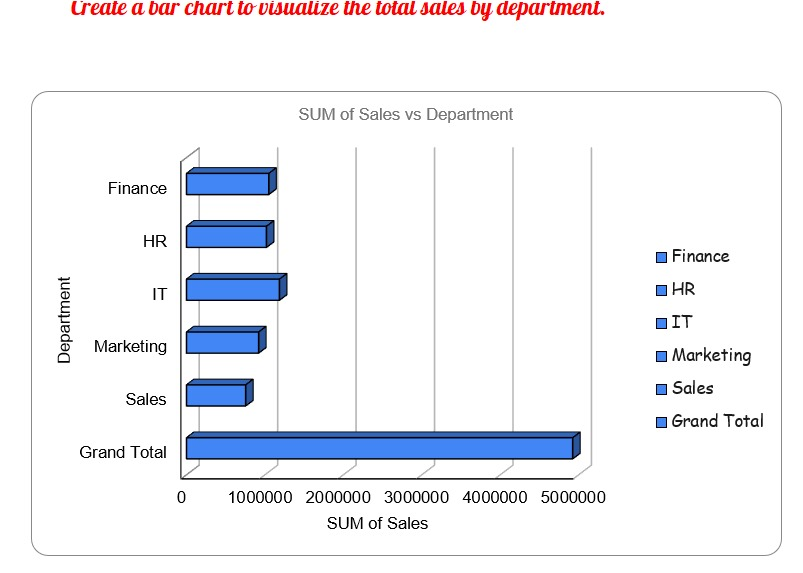 Create a bar chart to visualize the total sales by department.
SUM of Sales vs Department
Finance
HR
IT
Marketing
Sales
Grand Total
Department
0 1000000 2000000 3000000 4000000 5000000
SUM of Sales
Finance
HR
IT
Marketing
Sales
Grand Total